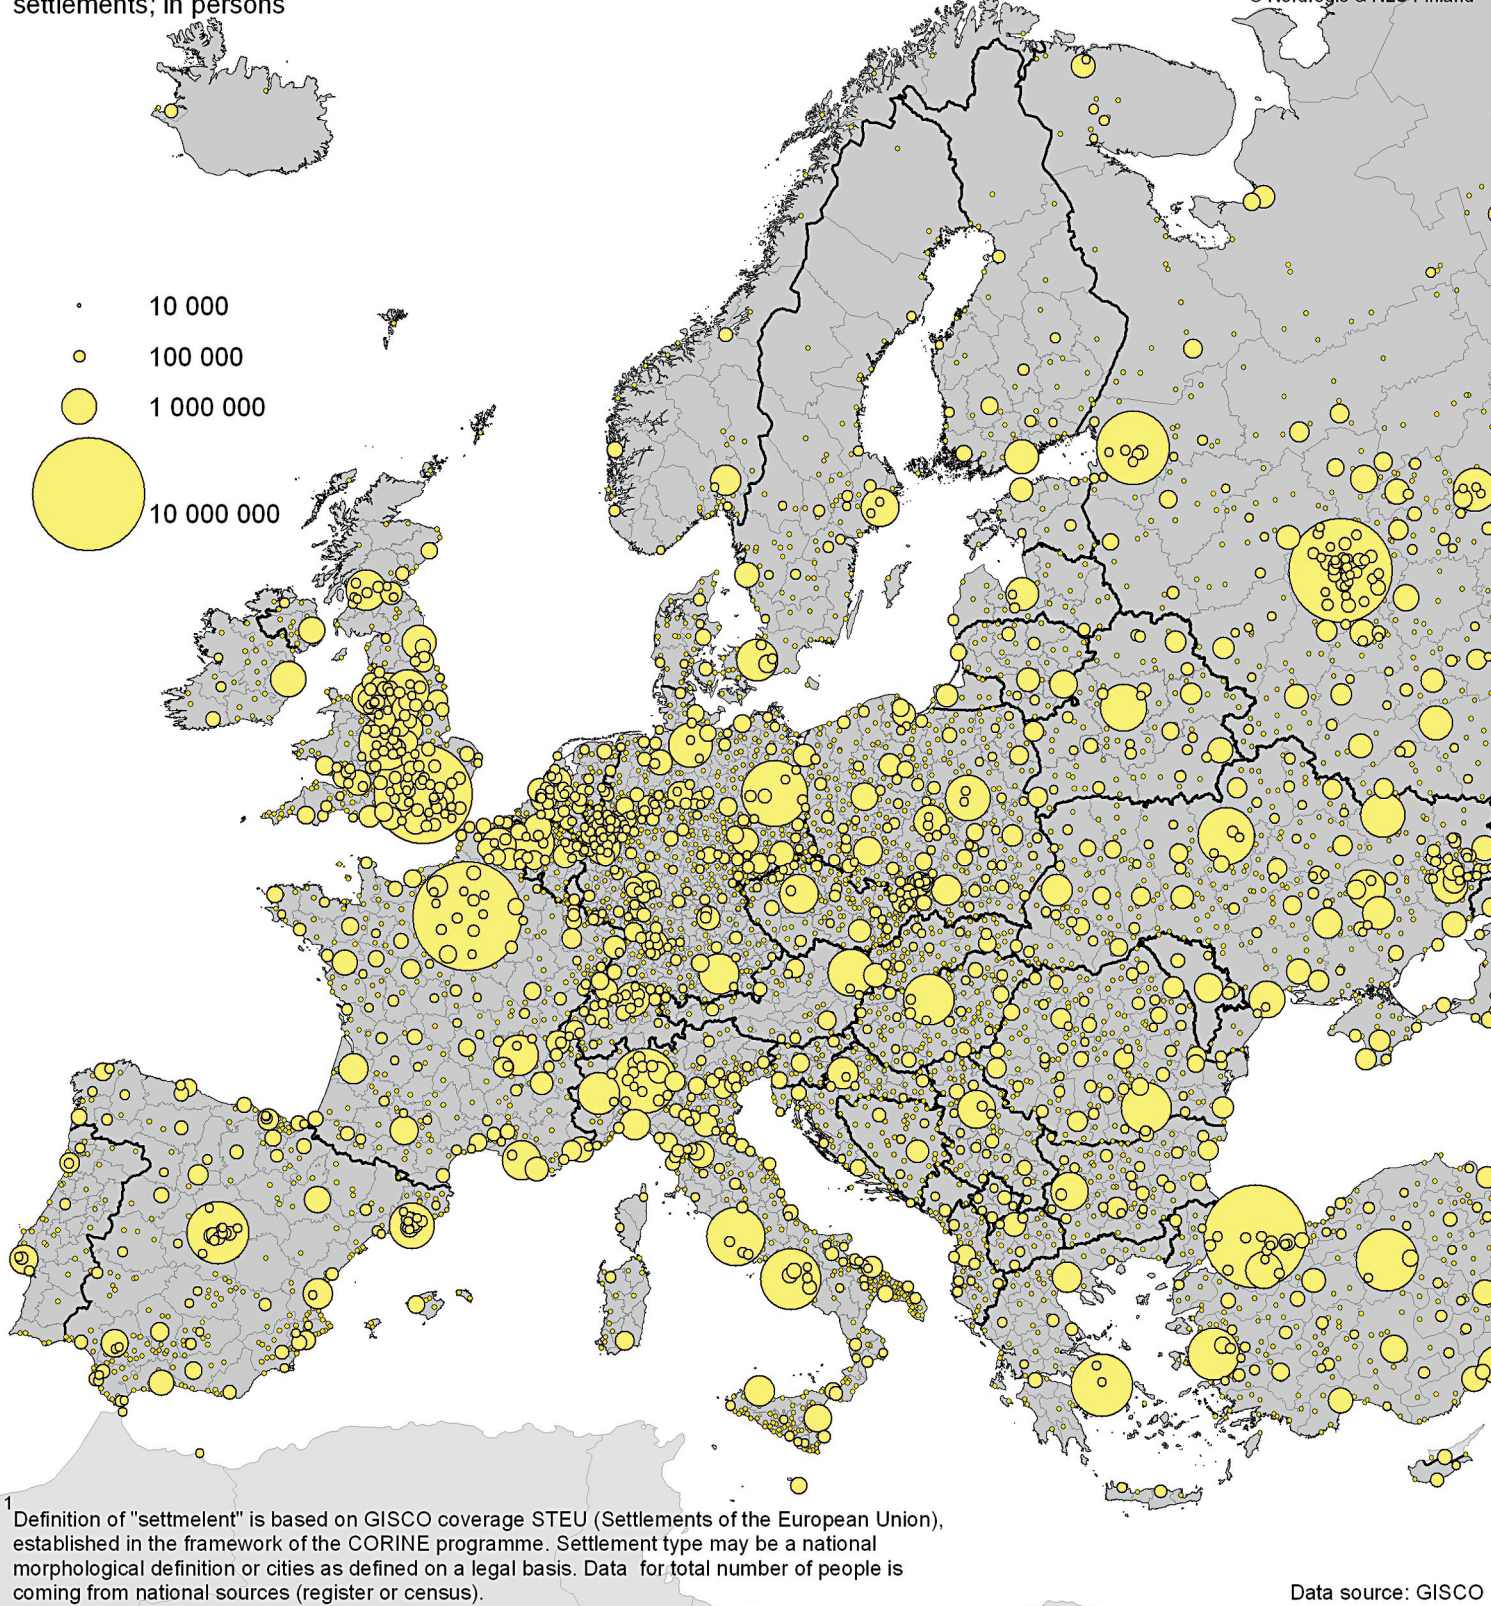 settlements; in persons
10 000
100 000
1 000 000
10 000 000
1
Definition of "settmelent" is based on GISCO coverage STEU (Settlements of the European Union),
established in the framework of the CORINE programme. Settlement type may be a national
morphological definition or cities as defined on a legal basis. Data for total number of people is
coming from national sources (register or census).
Data source: GISCO